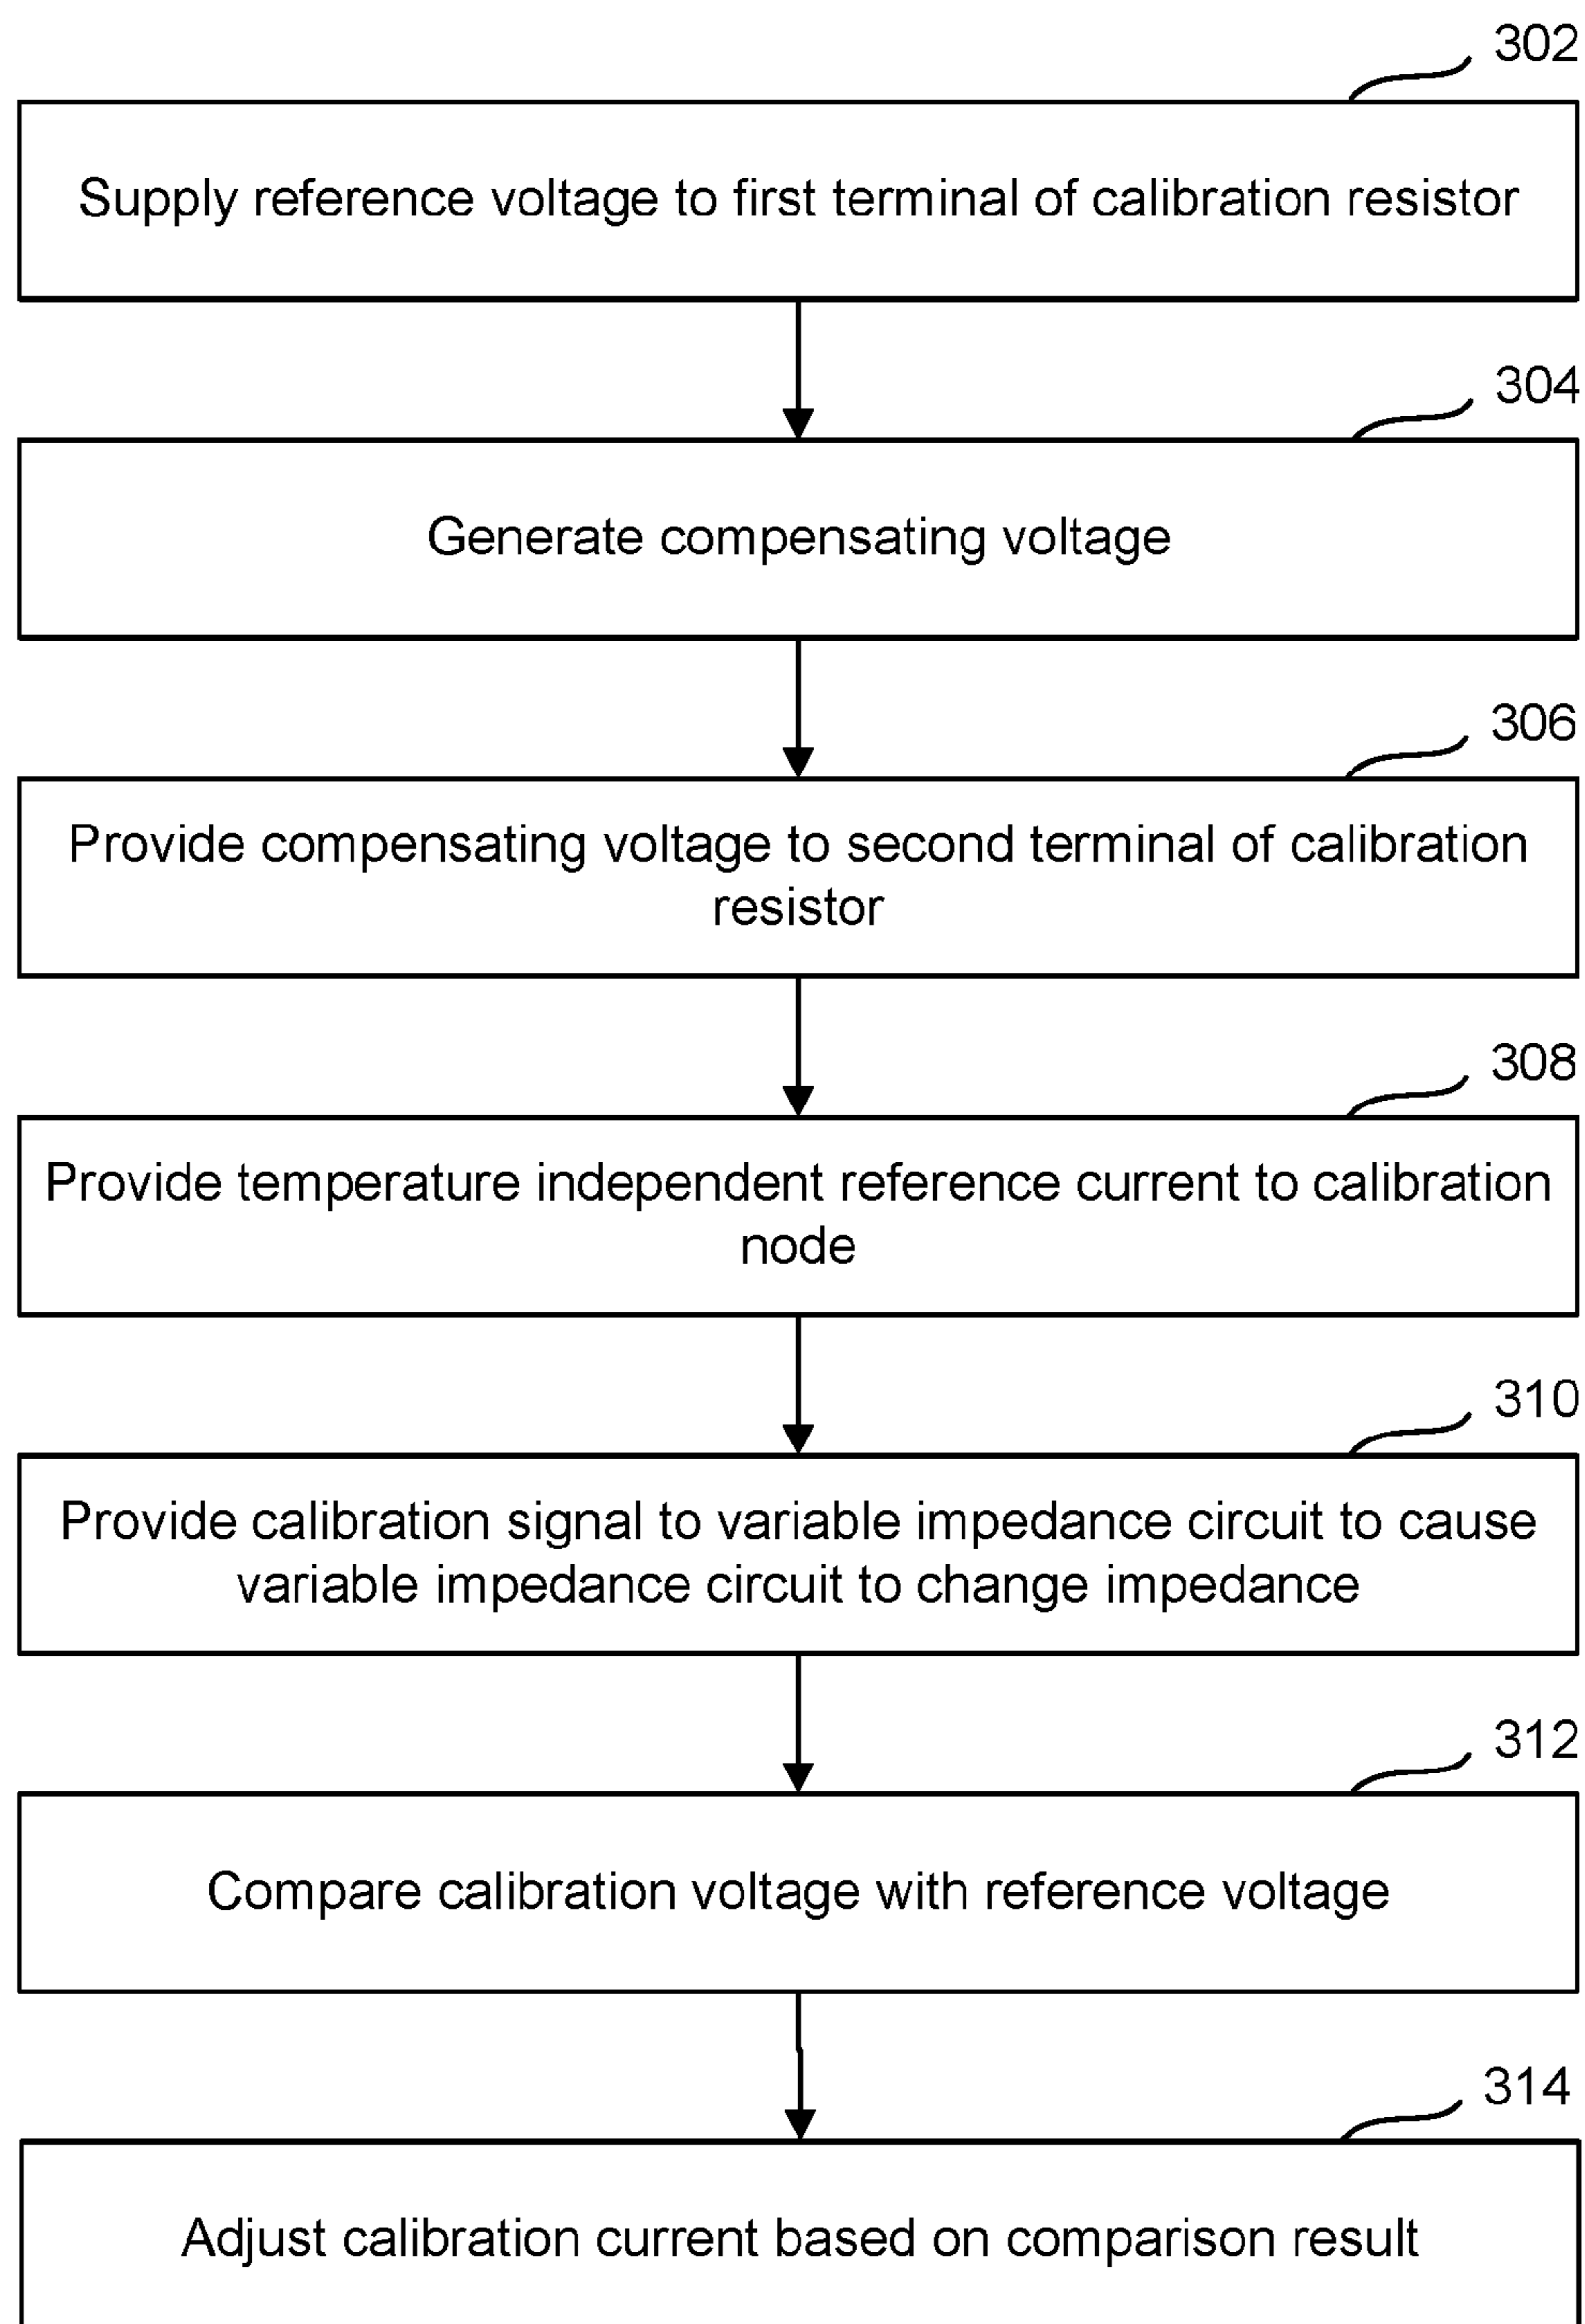 302
Supply reference voltage to first terminal of calibration resistor
304
Generate compensating voltage
306
Provide compensating voltage to second terminal of calibration
resistor
308
Provide temperature independent reference current to calibration
node
310
Provide calibration signal to variable impedance circuit to cause
variable impedance circuit to change impedance
312
Compare calibration voltage with reference voltage
314
Adjust calibration current based on comparison result